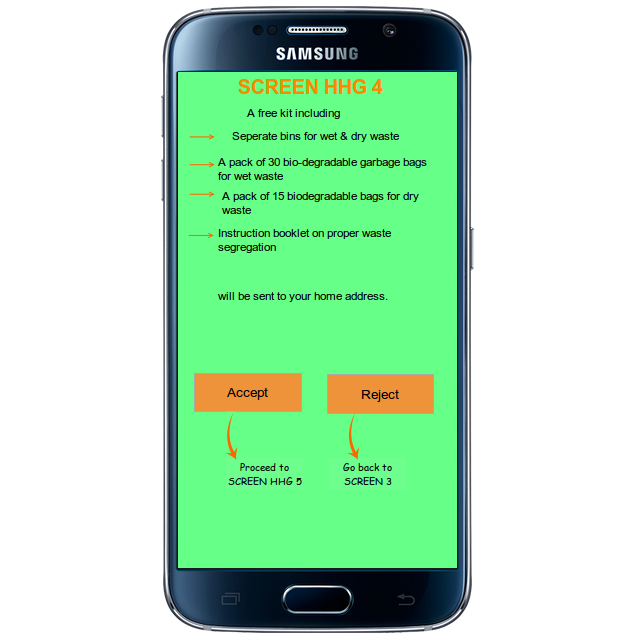 SAMSUNG
SCREEN HHG 4
A free kit including
Seperate bins for wet & dry waste
A pack of 30 bio-degradable garbage bags
for wet waste
A pack of 15 biodegradable bags for dry
waste
Instruction booklet on proper waste
segregation
will be sent to your home address.
Accept
Reject
Proceed to
SCREEN HHG 5
Go back to
SCREEN 3